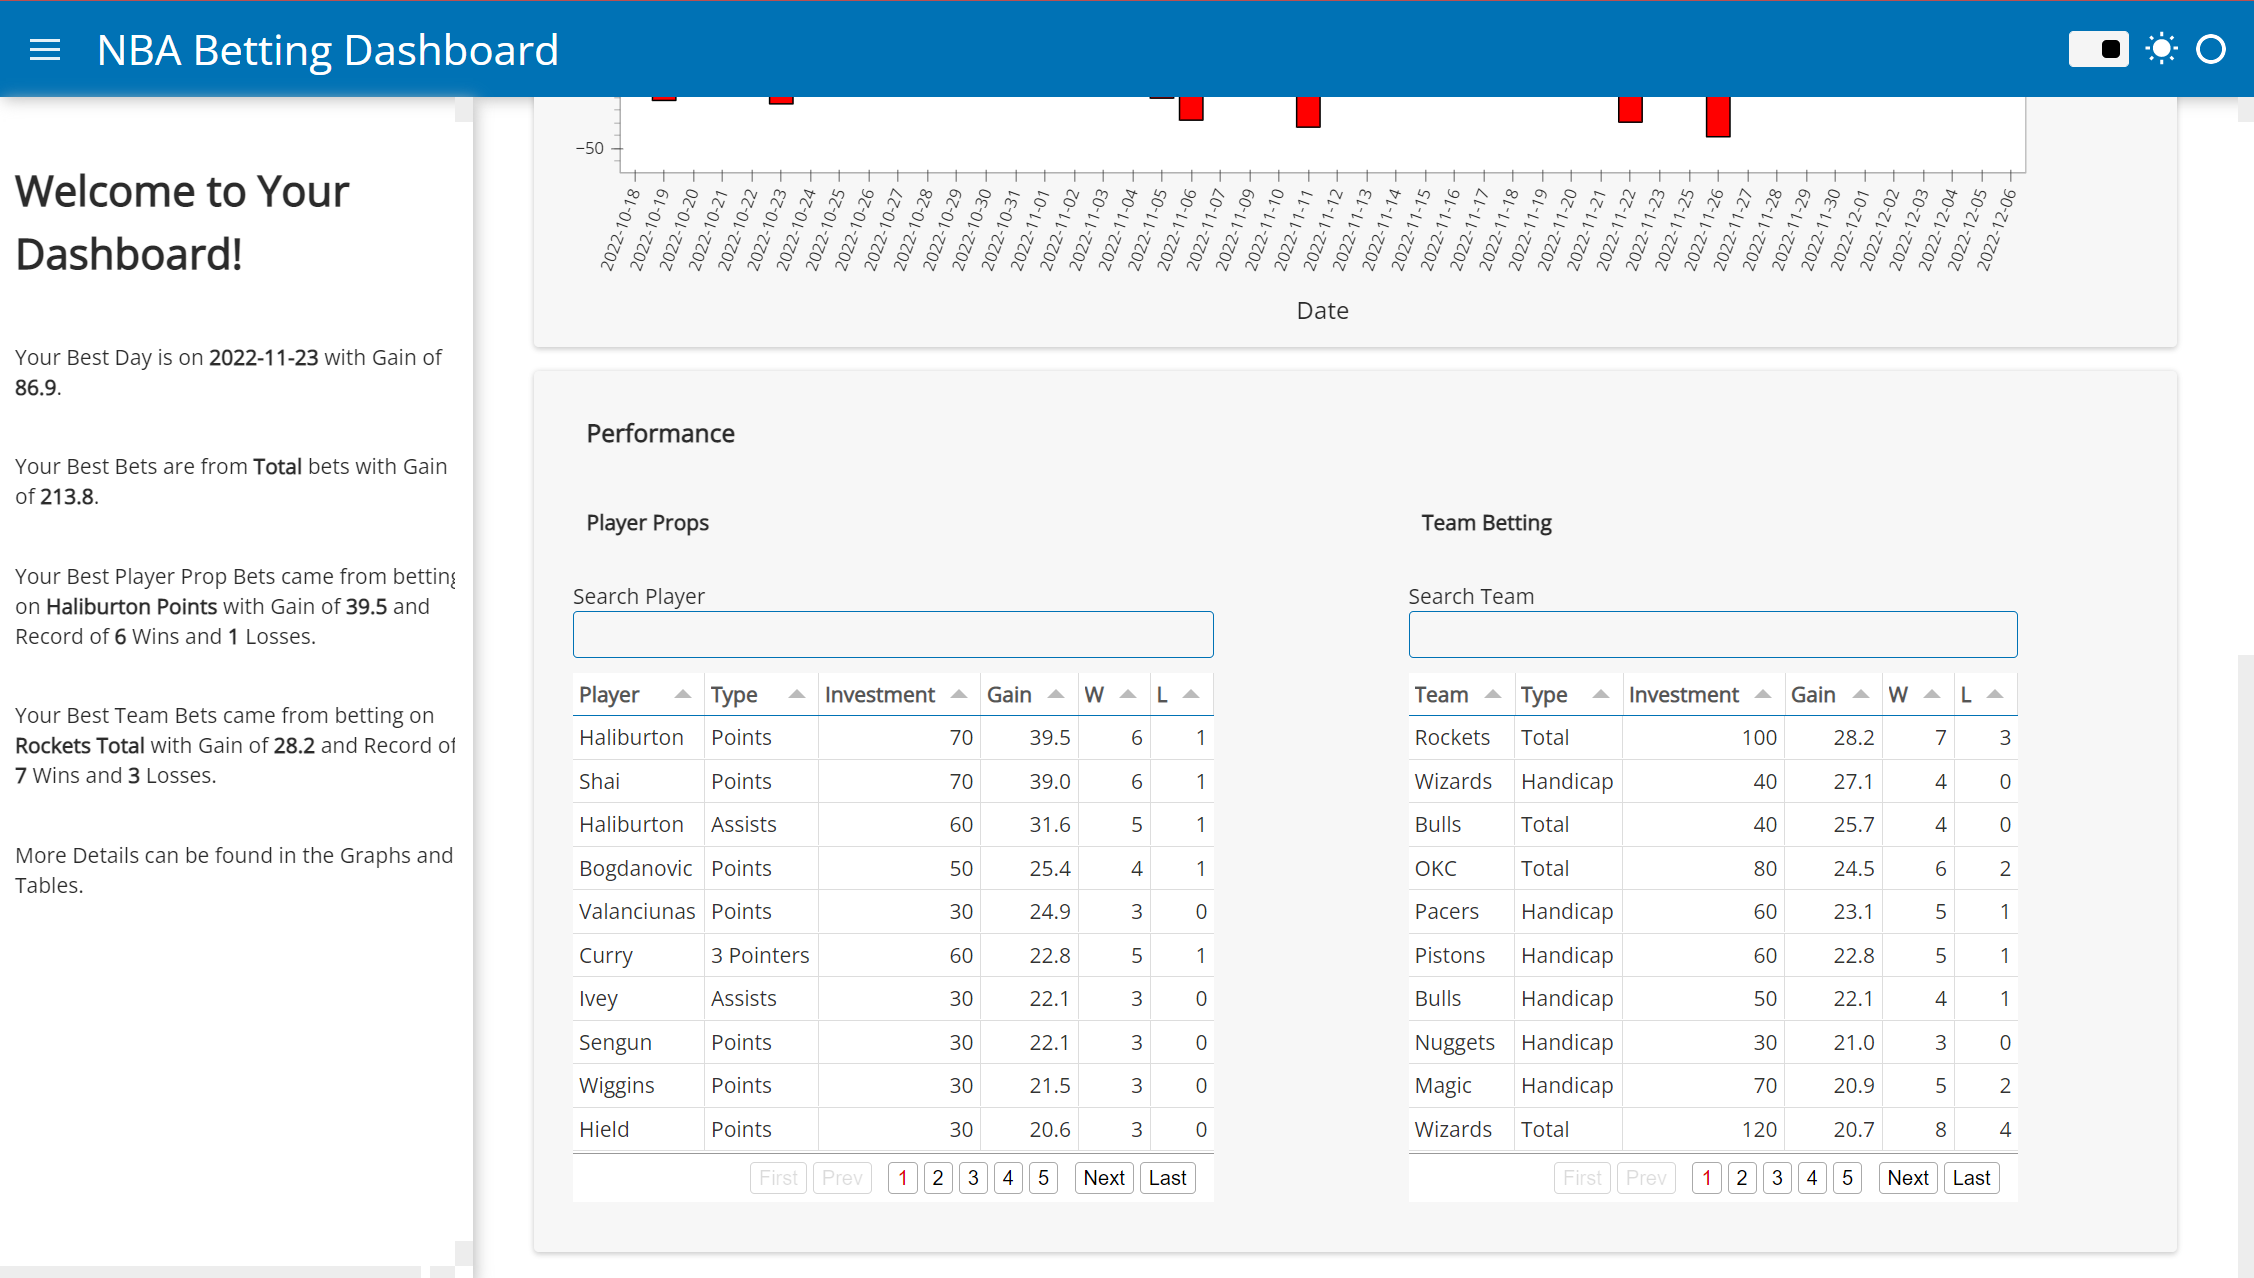 NBA Betting Dashboard
Welcome to Your
Dashboard!
Your Best Day is on 2022-11-23 with Gain of
86.9.
Your Best Bets are from Total bets with Gain
of 213.8.
Your Best Player Prop Bets came from betting
on Haliburton Points with Gain of 39.5 and
Record of 6 Wins and 1 Losses.
Your Best Team Bets came from betting on
Rockets Total with Gain of 28.2 and Record of
7 Wins and 3 Losses.
More Details can be found in the Graphs and
Tables.
−50
2022-10-18 2022-10-19 2022-10-20 2022-10-21 2022-10-22 2022-10-23 2022-10-24 2022-10-25 2022-10-26 2022-10-27 2022-10-28 2022-10-29 2022-10-30 2022-10-31 2022-11-01 2022-11-02 2022-11-03 2022-11-04 2022-11-05 2022-11-06 2022-11-07 2022-11-09 2022-11-10 2022-11-11 2022-11-12 2022-11-13 2022-11-14 2022-11-15 2022-11-16 2022-11-17 2022-11-18 2022-11-19 2022-11-20 2022-11-21 2022-11-22 2022-11-23 2022-11-25 2022-11-26 2022-11-27 2022-11-28 2022-11-29 2022-11-30 2022-12-01 2022-12-02 2022-12-03 2022-12-04 2022-12-05 2022-12-06
Date
Performance
Player Props
Search Player
Player Type Investment Gain W L
Haliburton Points 70 39.5 6 1
Shai Points 70 39.0 6 1
Haliburton Assists 60 31.6 5 1
Bogdanovic Points 50 25.4 4 1
Valanciunas Points 30 24.9 3 0
Curry 3 Pointers 60 22.8 5 1
Ivey Assists 30 22.1 3 0
Sengun Points 30 22.1 3 0
Wiggins Points 30 21.5 3 0
Hield Points 30 20.6 3 0
First Prev 1 2 3 4 5 Next Last
Team Betting
Search Team
Team Type Investment Gain W L
Rockets Total 100 28.2 7 3
Wizards Handicap 40 27.1 4 0
Bulls Total 40 25.7 4 0
OKC Total 80 24.5 6 2
Pacers Handicap 60 23.1 5 1
Pistons Handicap 60 22.8 5 1
Bulls Handicap 50 22.1 4 1
Nuggets Handicap 30 21.0 3 0
Magic Handicap 70 20.9 5 2
Wizards Total 120 20.7 8 4
First Prev 1 2 3 4 5 Next Last